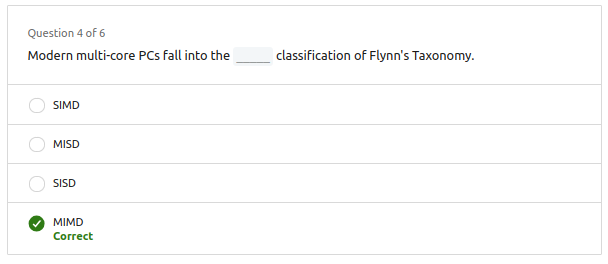 Question 4 of 6
Modern multi-core PCs fall into the _____ classification of Flynn's Taxonomy.
SIMD
MISD
SISD
MIMD
Correct